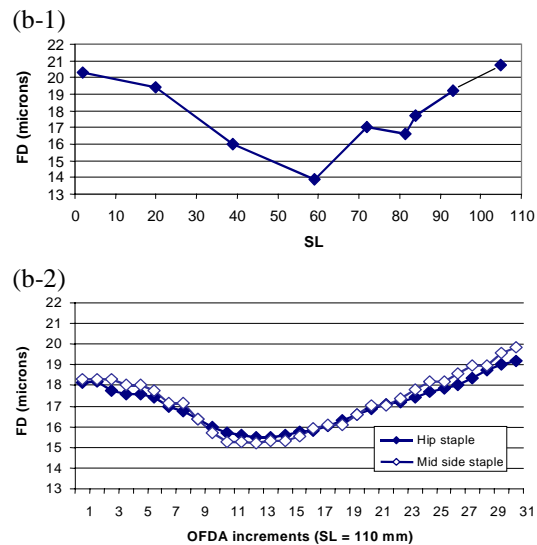 (b-1)
22
21
20
19
18
17
16
15
14
13
FD (microns)
0 10 20 30 40 50 60 70 80 90 100 110
SL
(b-2)
22
21
20
19
18
17
16
15
14
13
FD (microns)
Hip staple
Mid side staple
1 3 5 7 9 11 13 15 17 19 21 23 25 27 29 31
OFDA increments (SL = 110 mm)